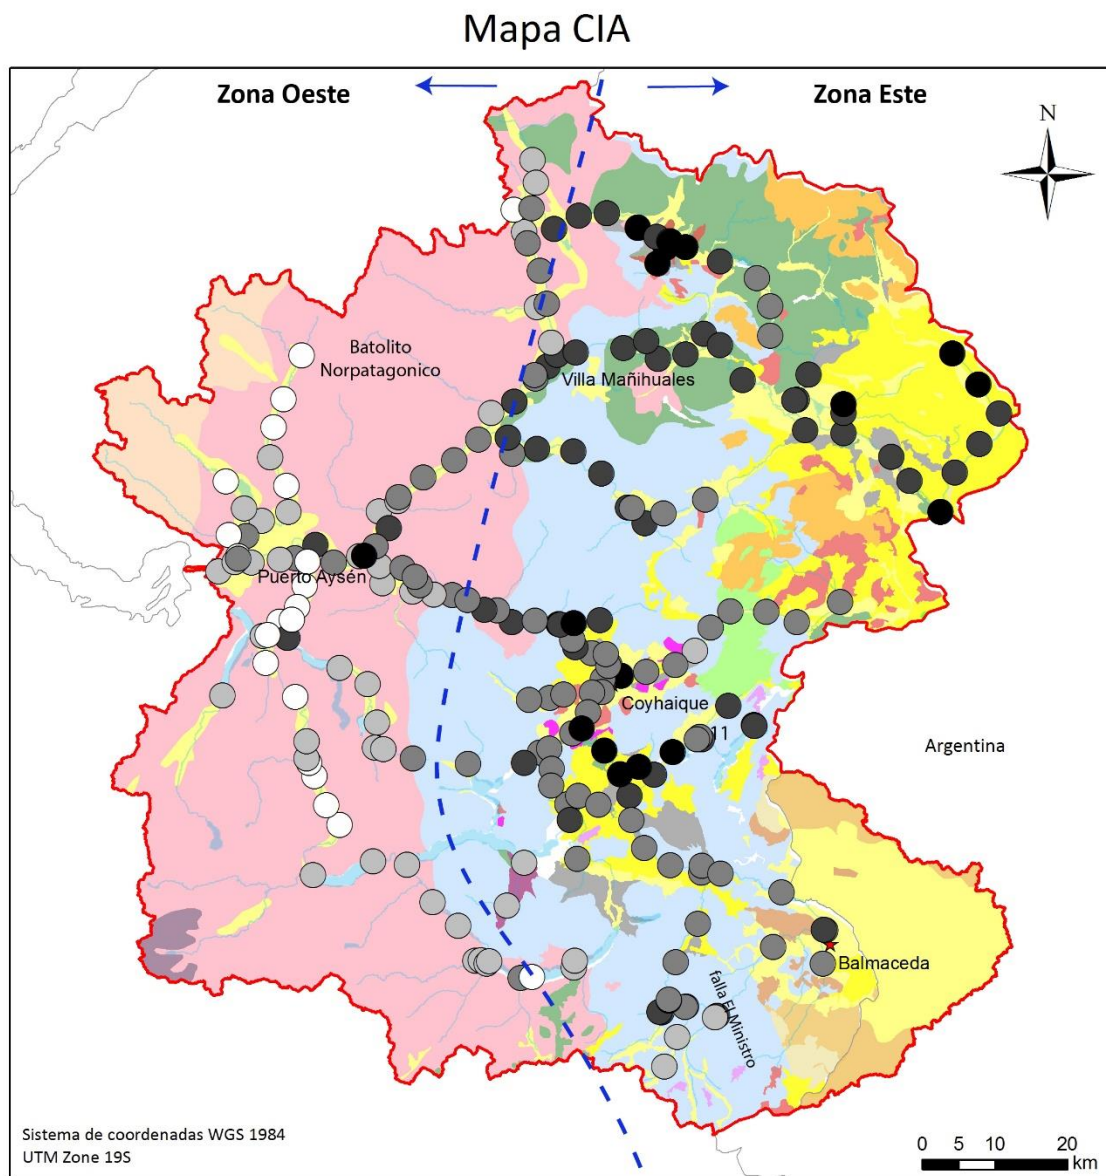 Mapa CIA
Zona Oeste
Zona Este
N
Batolito
Norpatagonico
Villa Mañihuales
Puerto Aysén
Coyhaique
11
Argentina
Balmaceda
falla El Ministro
Sistema de coordenadas WGS 1984
UTM Zone 19S
0 5 10 20
km